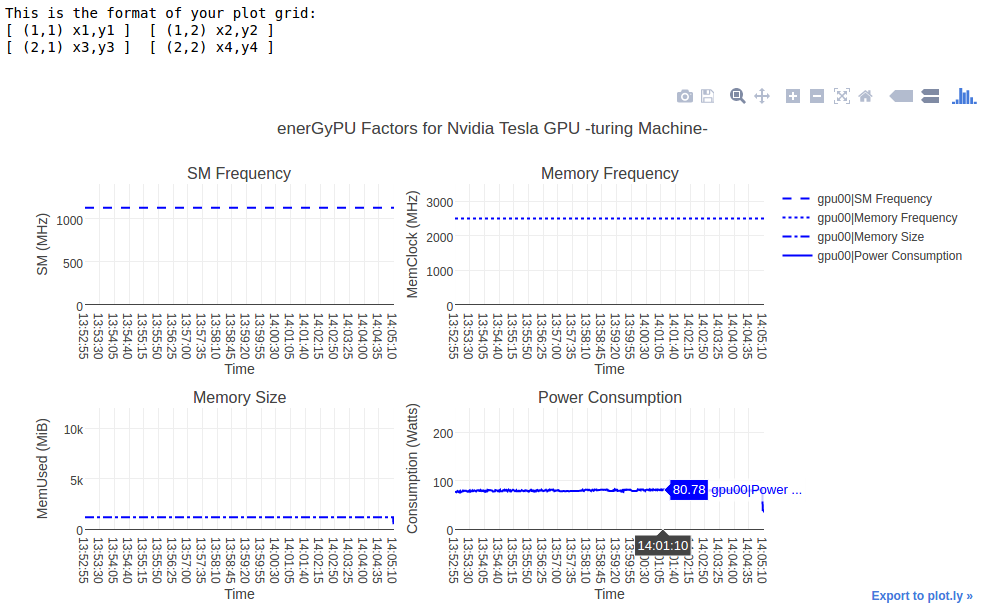 This is the format of your plot grid:
[ (1,1) x1,y1 ]  [ (1,2) x2,y2 ]
[ (2,1) x3,y3 ]  [ (2,2) x4,y4 ]
enerGyPU Factors for Nvidia Tesla GPU -turing Machine-
SM Frequency
SM (MHz)
1000
500
0
13:52:55 13:53:30 13:54:05 13:54:40 13:55:15 13:55:50 13:56:25 13:57:00 13:57:35 13:58:10 13:58:45 13:59:20 13:59:55 14:00:30 14:01:05 14:01:40 14:02:15 14:02:50 14:03:25 14:04:00 14:04:35 14:05:10
Time
Memory Frequency
MemClock (MHz)
3000
2000
1000
0
13:52:55 13:53:30 13:54:05 13:54:40 13:55:15 13:55:50 13:56:25 13:57:00 13:57:35 13:58:10 13:58:45 13:59:20 13:59:55 14:00:30 14:01:05 14:01:40 14:02:15 14:02:50 14:03:25 14:04:00 14:04:35 14:05:10
Time
gpu00|SM Frequency
gpu00|Memory Frequency
gpu00|Memory Size
gpu00|Power Consumption
Memory Size
MemUsed (MiB)
10k
5k
0
13:52:55 13:53:30 13:54:05 13:54:40 13:55:15 13:55:50 13:56:25 13:57:00 13:57:35 13:58:10 13:58:45 13:59:20 13:59:55 14:00:30 14:01:05 14:01:40 14:02:15 14:02:50 14:03:25 14:04:00 14:04:35 14:05:10
Time
Power Consumption
Consumption (Watts)
200
100
0
80.78 gpu00|Power ...
14:01:10
13:52:55 13:53:30 13:54:05 13:54:40 13:55:15 13:55:50 13:56:25 13:57:00 13:57:35 13:58:10 13:58:45 13:59:20 13:59:55 14:00:30 14:01:05 14:01:40 14:02:15 14:02:50 14:03:25 14:04:00 14:04:35 14:05:10
Time
Export to plot.ly »